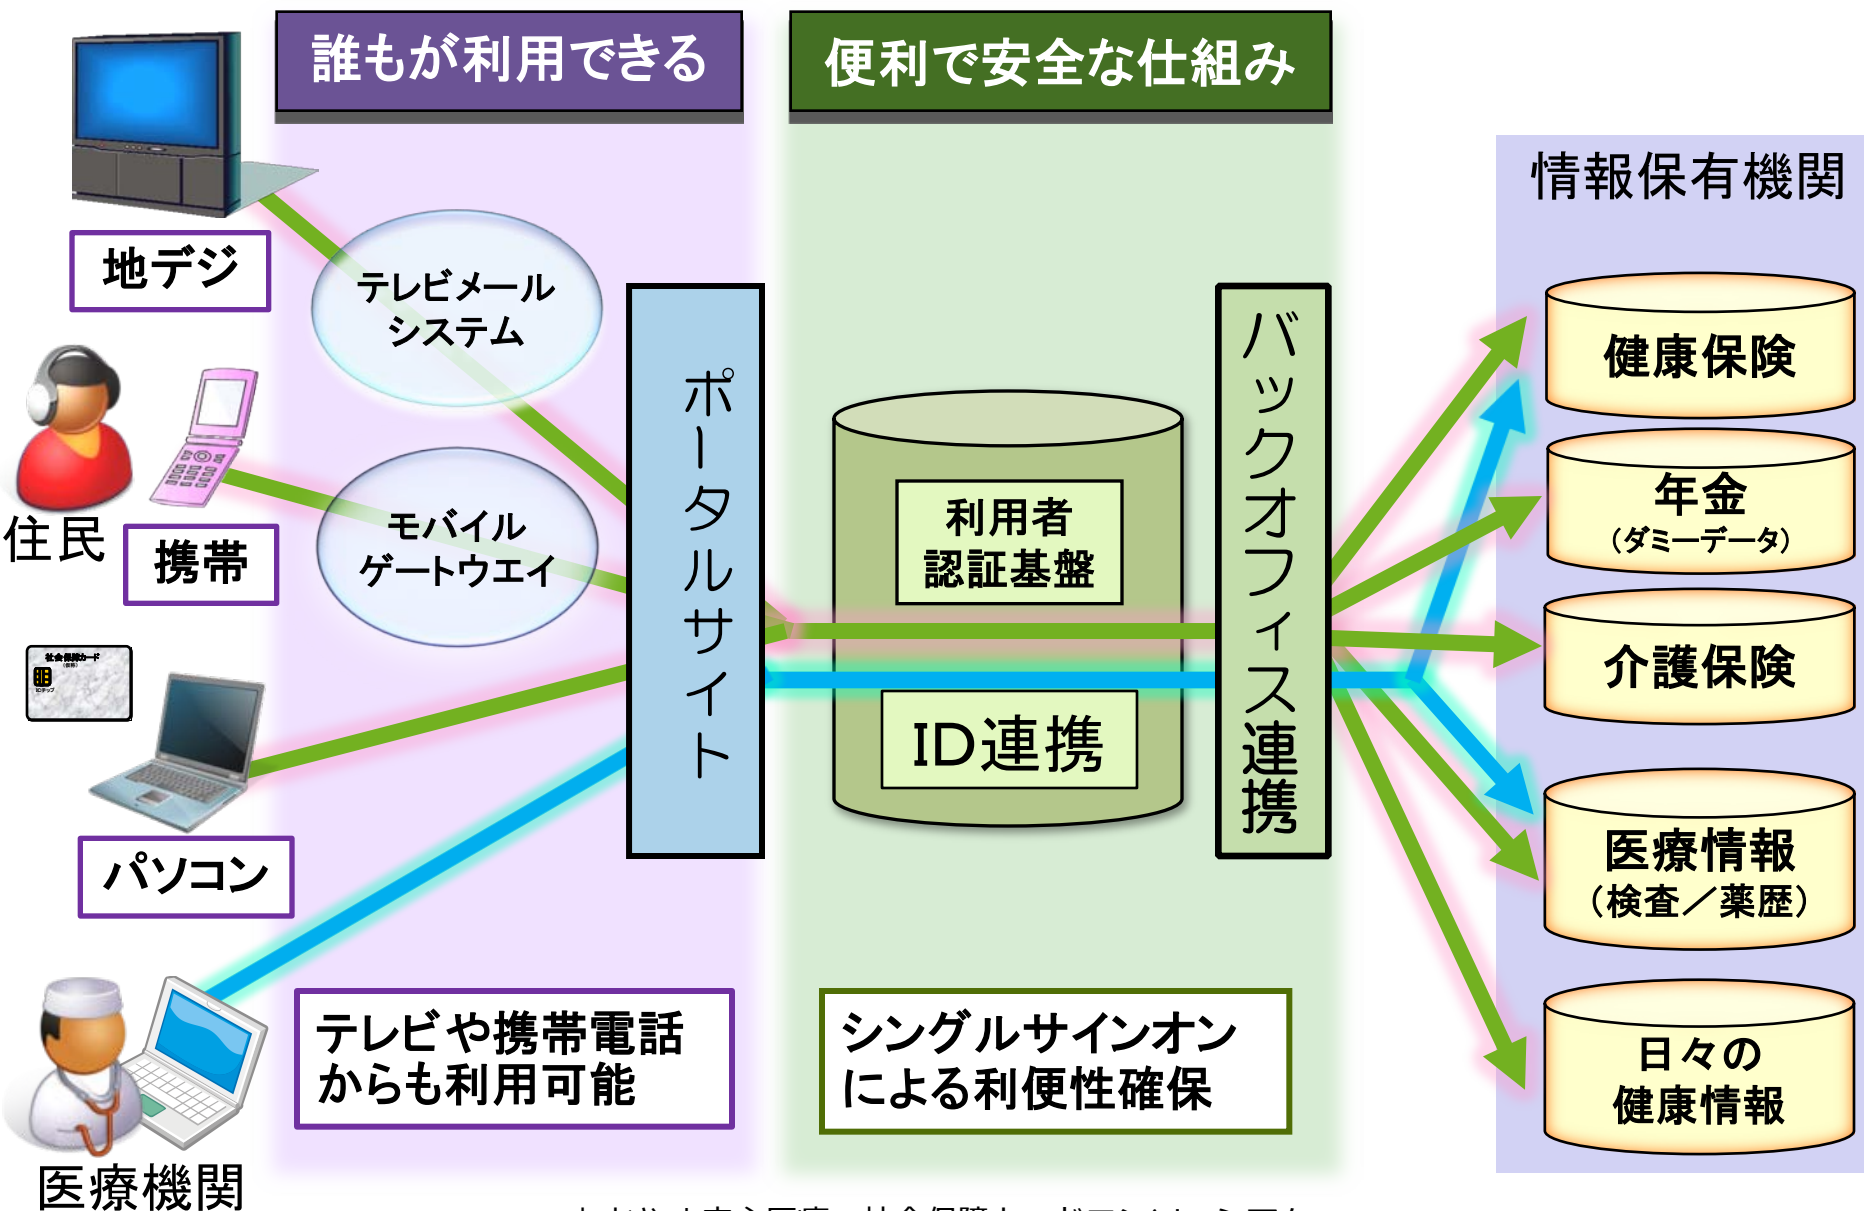 誰もが利用できる
便利で安全な仕組み
情報保有機関
地デジ
テレビメール
システム
住民
携帯
モバイル
ゲートウエイ
社会保障カード
パソコン
医療機関
ポータルサイト
利用者
認証基盤
ID連携
バックオフィス連携
健康保険
年金
(ダミーデータ)
介護保険
医療情報
(検査／薬歴)
日々の
健康情報
テレビや携帯電話
からも利用可能
シングルサインオン
による利便性確保